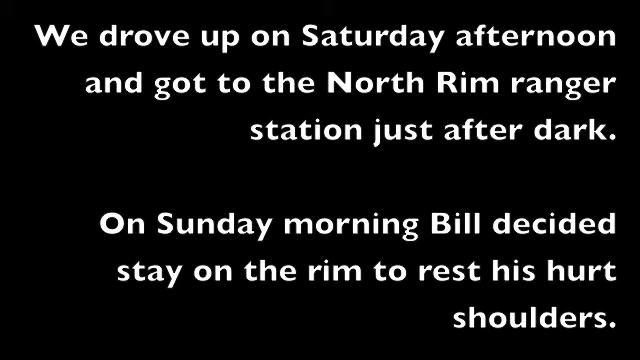 We drove up on Saturday afternoon
and got to the North Rim ranger
station just after dark.
On Sunday morning Bill decided
stay on the rim to rest his hurt
shoulders.